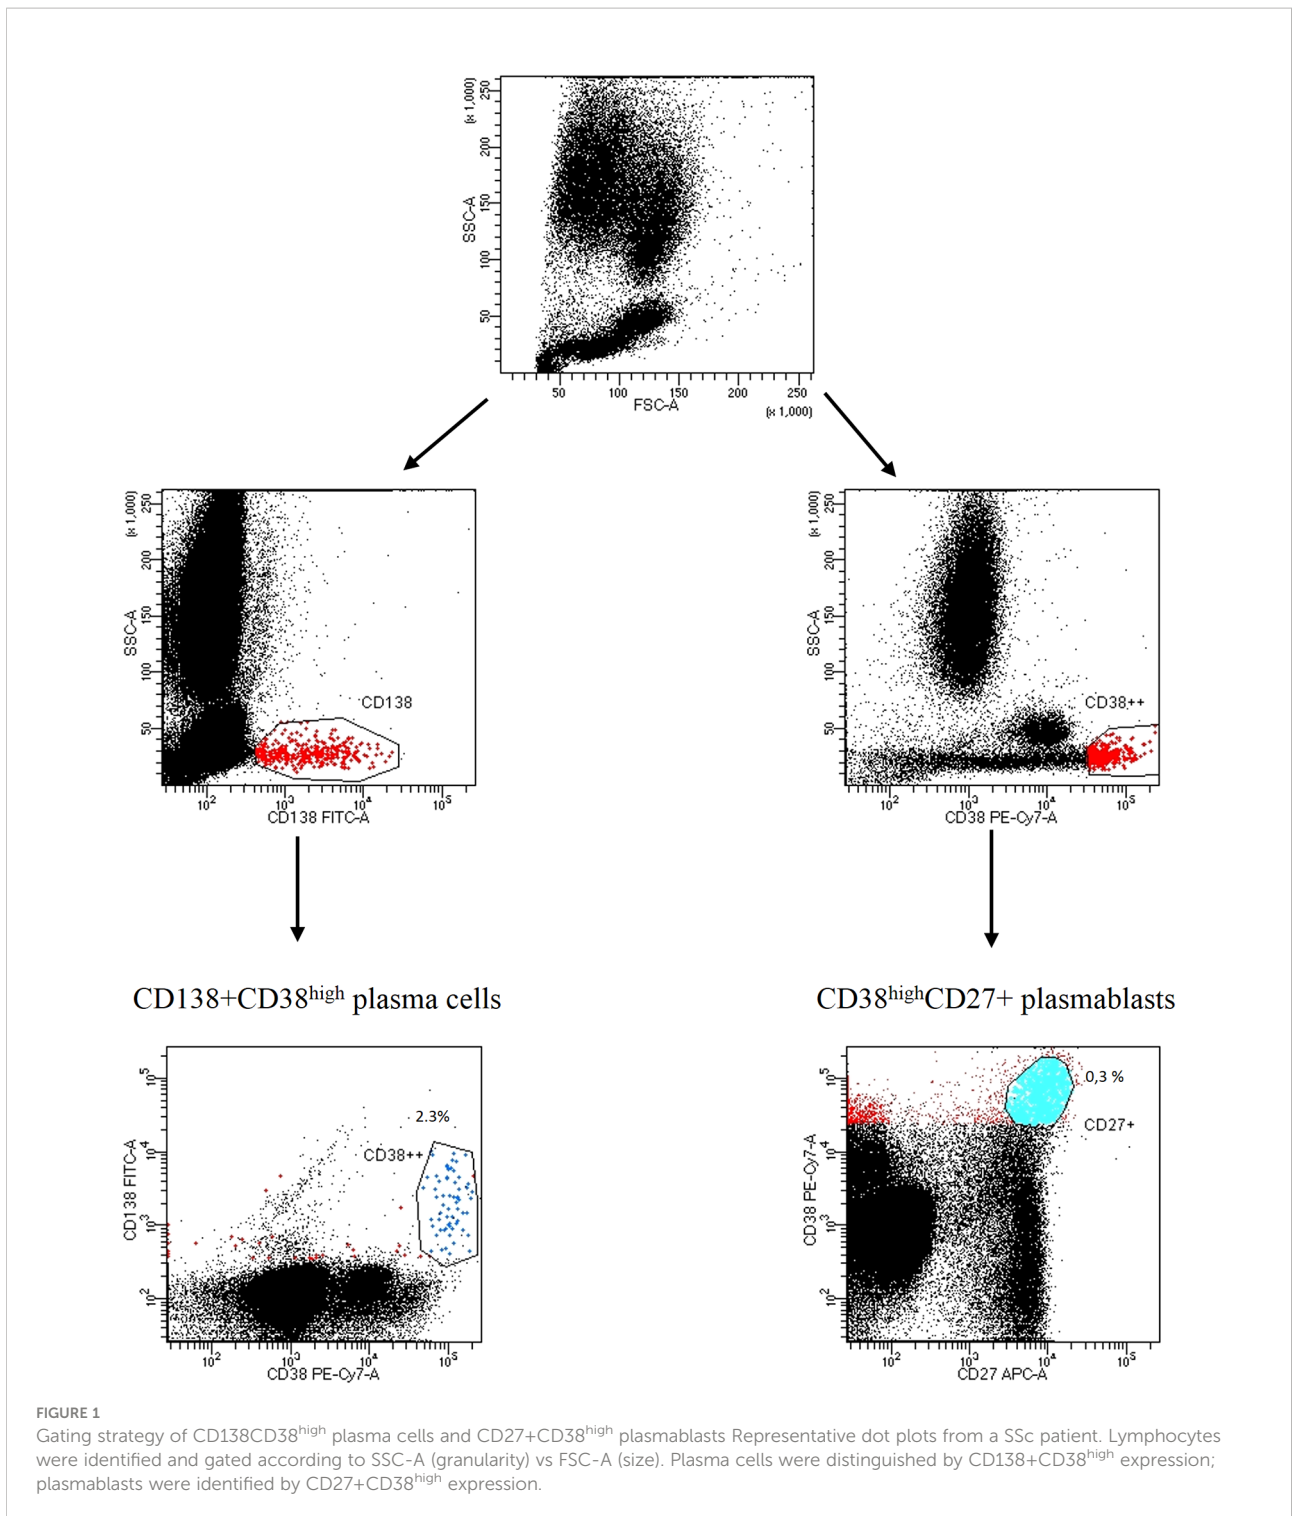 (x 1,000)
250
200
150
100
50
SSC-A
50 100 150 200 250
FSC-A
(x 1,000)
(x 1,000)
250
200
150
100
50
SSC-A
CD138
10² 10³ 10⁴ 10⁵
CD138 FITC-A
(x 1,000)
250
200
150
100
50
SSC-A
CD38++
10² 10³ 10⁴ 10⁵
CD38 PE-Cy7-A
CD138+CD38high plasma cells
CD38highCD27+ plasmablasts
10⁵
10⁴
10³
10²
CD138 FITC-A
2.3%
CD38++
10² 10³ 10⁴ 10⁵
CD38 PE-Cy7-A
10⁵
10⁴
10³
10²
CD38 PE-Cy7-A
0,3 %
CD27+
10² 10³ 10⁴ 10⁵
CD27 APC-A
FIGURE 1
Gating strategy of CD138CD38high plasma cells and CD27+CD38high plasmablasts Representative dot plots from a SSc patient. Lymphocytes
were identified and gated according to SSC-A (granularity) vs FSC-A (size). Plasma cells were distinguished by CD138+CD38high expression;
plasmablasts were identified by CD27+CD38high expression.